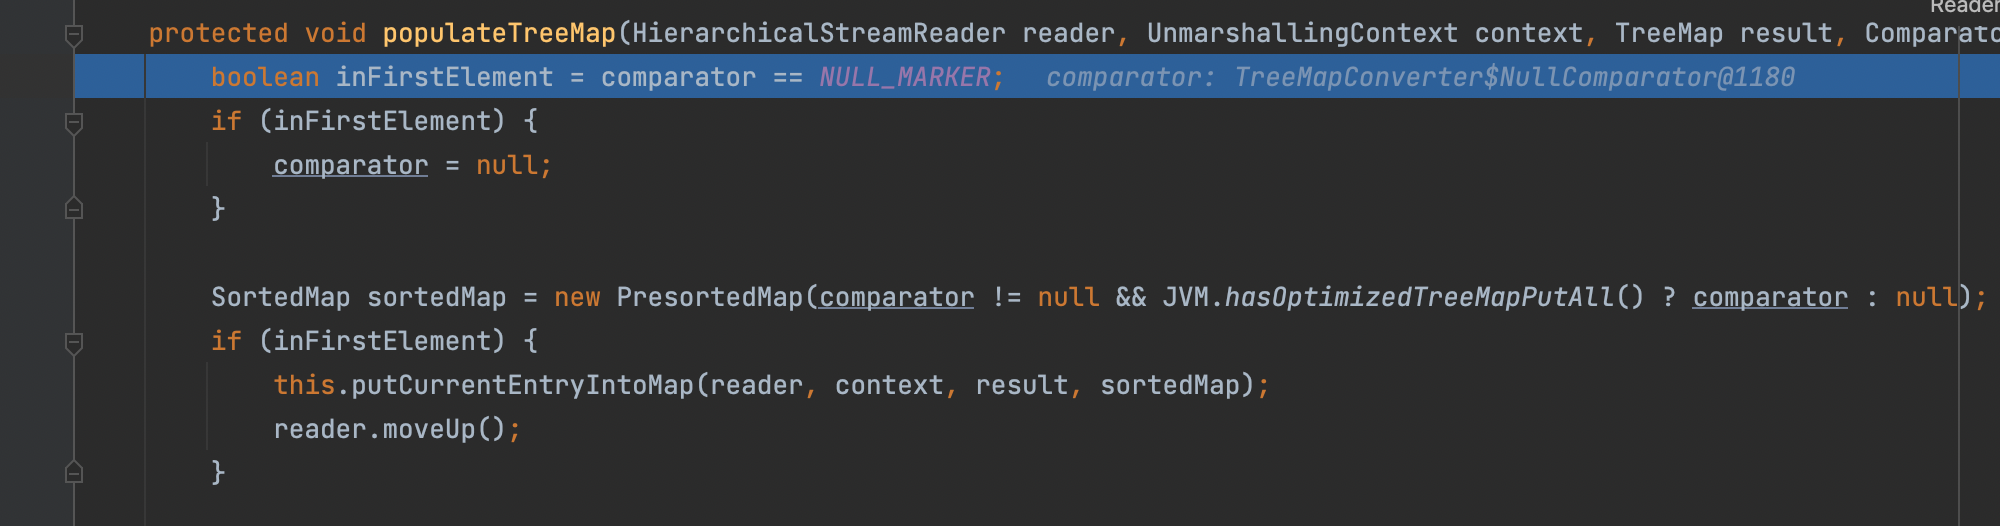 Reader
protected void populateTreeMap(HierarchicalStreamReader reader, UnmarshallingContext context, TreeMap result, Comparato
boolean inFirstElement = comparator == NULL_MARKER; comparator: TreeMapConverter$NullComparator@1180
if (inFirstElement) {
comparator = null;
}
SortedMap sortedMap = new PresortedMap(comparator != null && JVM.hasOptimizedTreeMapPutAll() ? comparator : null);
if (inFirstElement) {
this.putCurrentEntryIntoMap(reader, context, result, sortedMap);
reader.moveUp();
}